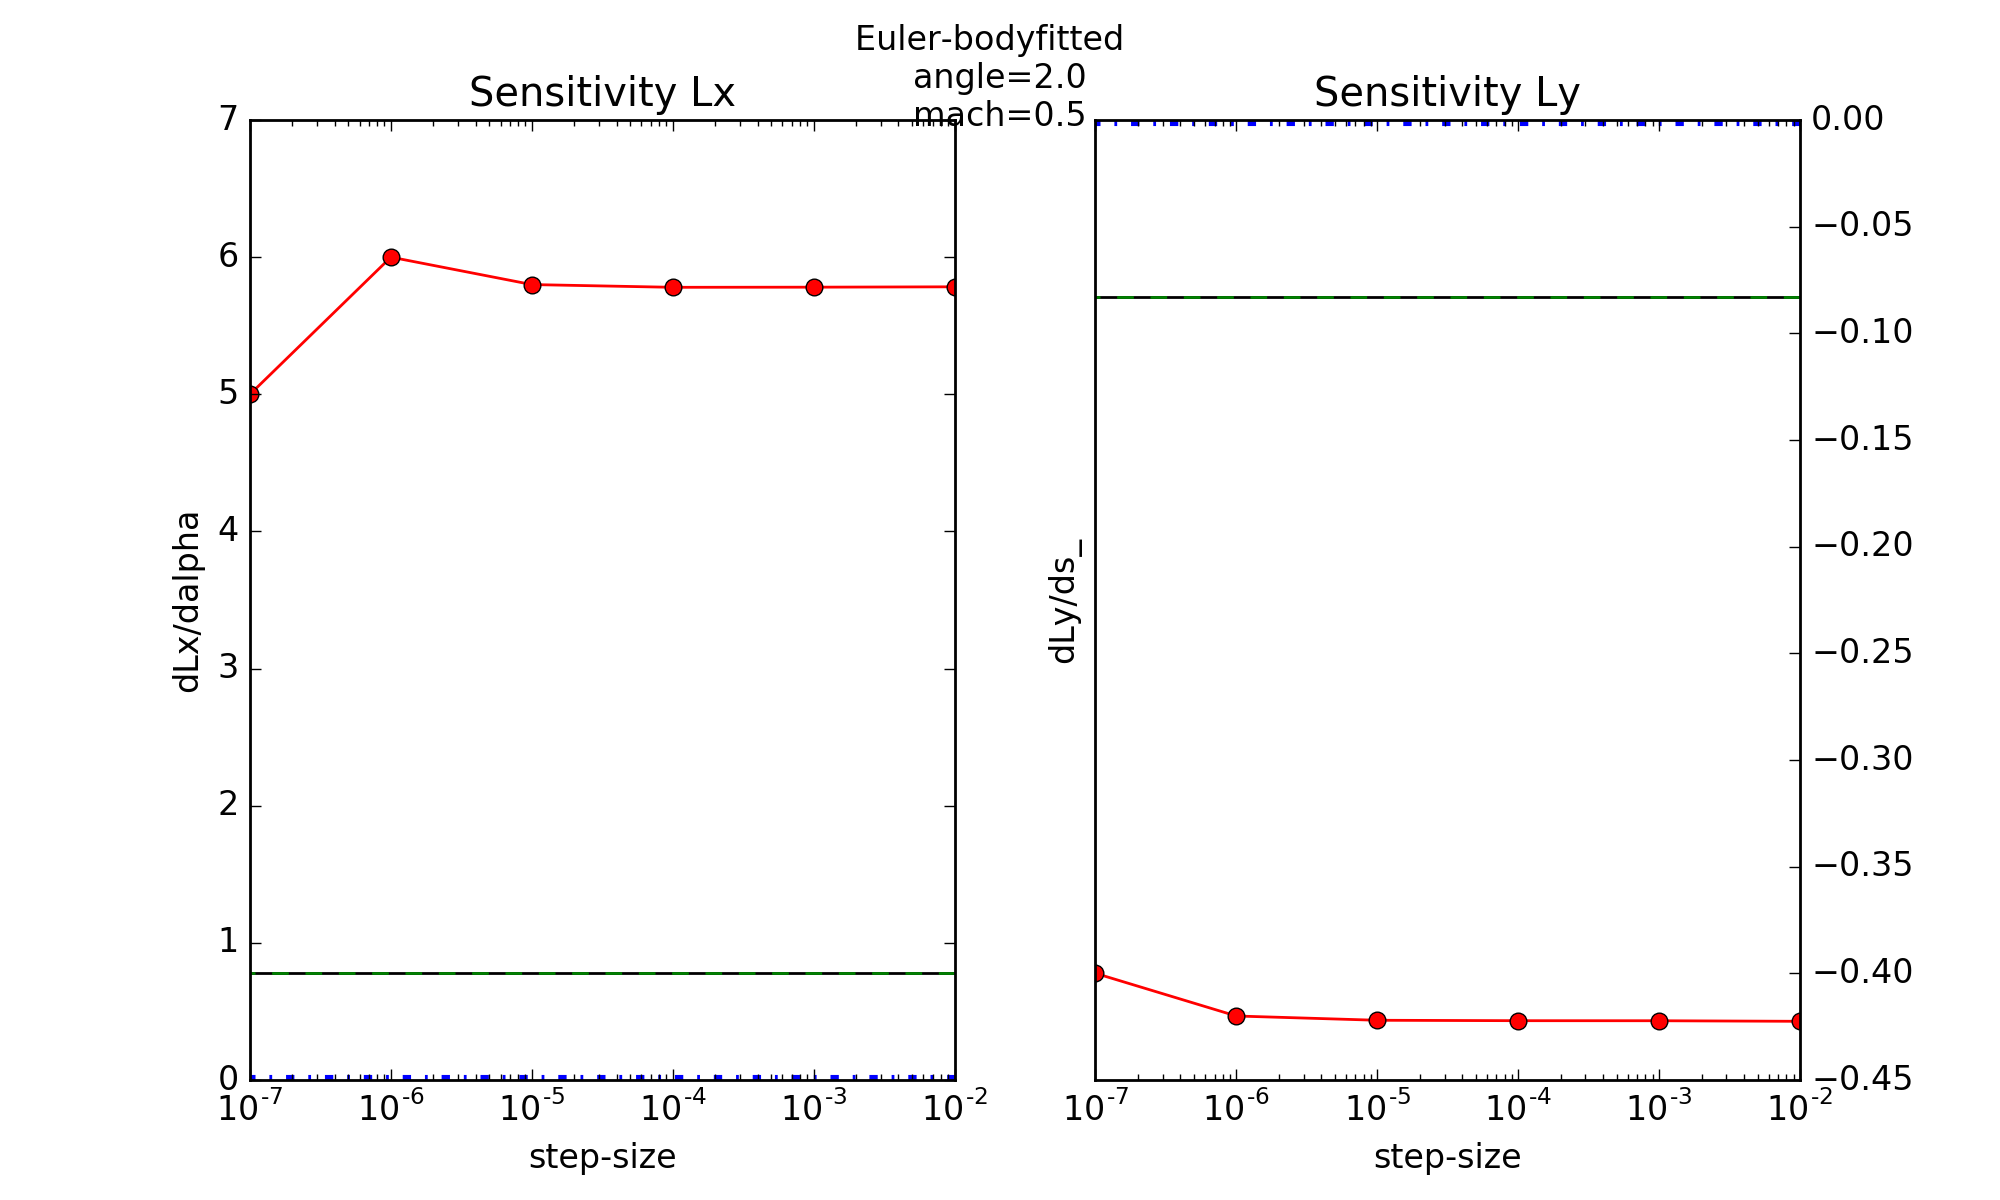 Euler-bodyfitted
angle=2.0
mach=0.5
Sensitivity Lx
7
6
5
4
3
2
1
0
dLx/dalpha
10^-7 10^-6 10^-5 10^-4 10^-3 10^-2
step-size
Sensitivity Ly
dLy/ds_
0.00
−0.05
−0.10
−0.15
−0.20
−0.25
−0.30
−0.35
−0.40
−0.45
10^-7 10^-6 10^-5 10^-4 10^-3 10^-2
step-size